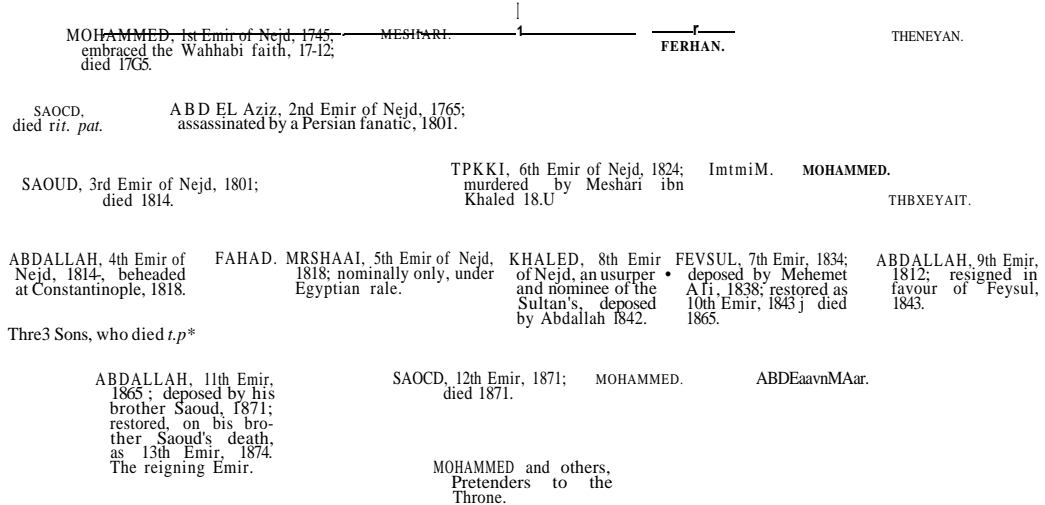 MOHAMMED, 1st Emir of Nejd, 1745;
embraced the Wahhabi faith, 17-12;
died 17G5.
MESHARI.
1
r
FERHAN.
THENEYAN.
SAOCD,
died rit. pat.
ABD EL Aziz, 2nd Emir of Nejd, 1765;
assassinated by a Persian fanatic, 1801.
SAOUD, 3rd Emir of Nejd, 1801;
died 1814.
TPKKI, 6th Emir of Nejd, 1824;
murdered by Meshari ibn
Khaled 18.U
ImtmiM.
MOHAMMED.
THBXEYAIT.
ABDALLAH, 4th Emir of
Nejd, 1814-, beheaded
at Constantinople, 1818.
FAHAD.
MRSHAAI, 5th Emir of Nejd,
1818; nominally only, under
Egyptian rale.
KHALED, 8th Emir
of Nejd, an usurper •
and nominee of the
Sultan's, deposed
by Abdallah 1842.
FEVSUL, 7th Emir, 1834;
deposed by Mehemet
A l i , 1838; restored as
10th Emir, 1843 j died
1865.
ABDALLAH, 9th Emir,
1812; resigned in
favour of Feysul,
1843.
Thre3 Sons, who died t.p*
ABDALLAH, 11th Emir,
1865 ; deposed by his
brother Saoud, 1871;
restored, on bis bro-
ther Saoud's death,
as 13th Emir, 1874.
The reigning Emir.
SAOCD, 12th Emir, 1871;
died 1871.
MOHAMMED.
ABDEaavnMAar.
MOHAMMED and others,
Pretenders to the
Throne.